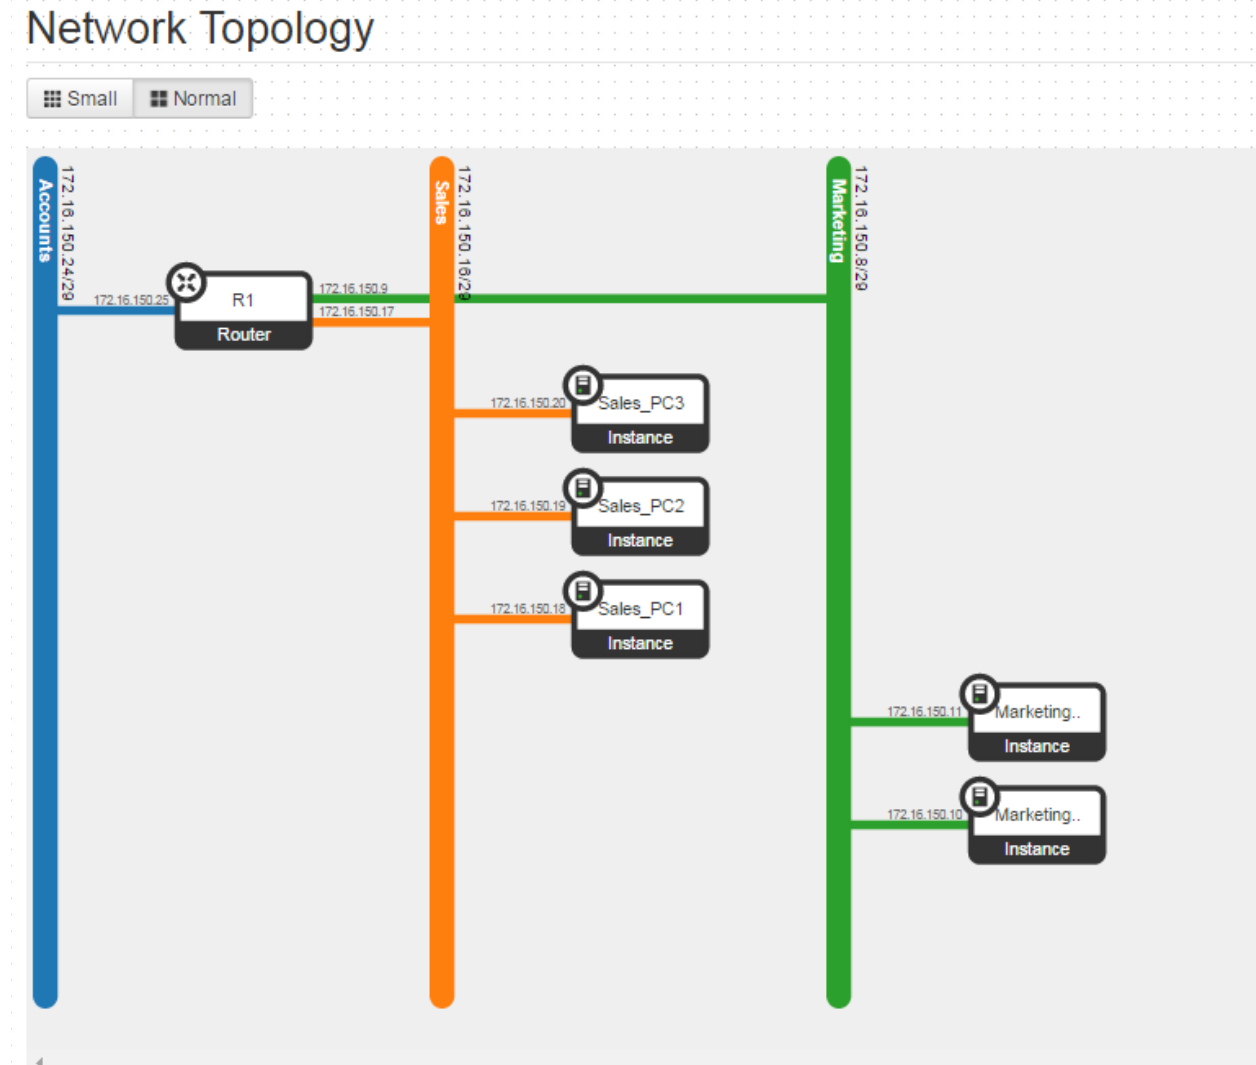 Network Topology
Small
Normal
Accounts
172.16.150.24/29
Sales
172.16.150.16/29
Marketing
172.16.150.8/29
172.16.150.25
R1
Router
172.16.150.9
172.16.150.17
172.16.150.20
Sales_PC3
Instance
172.16.150.19
Sales_PC2
Instance
172.16.150.18
Sales_PC1
Instance
172.16.150.11
Marketing..
Instance
172.16.150.10
Marketing..
Instance